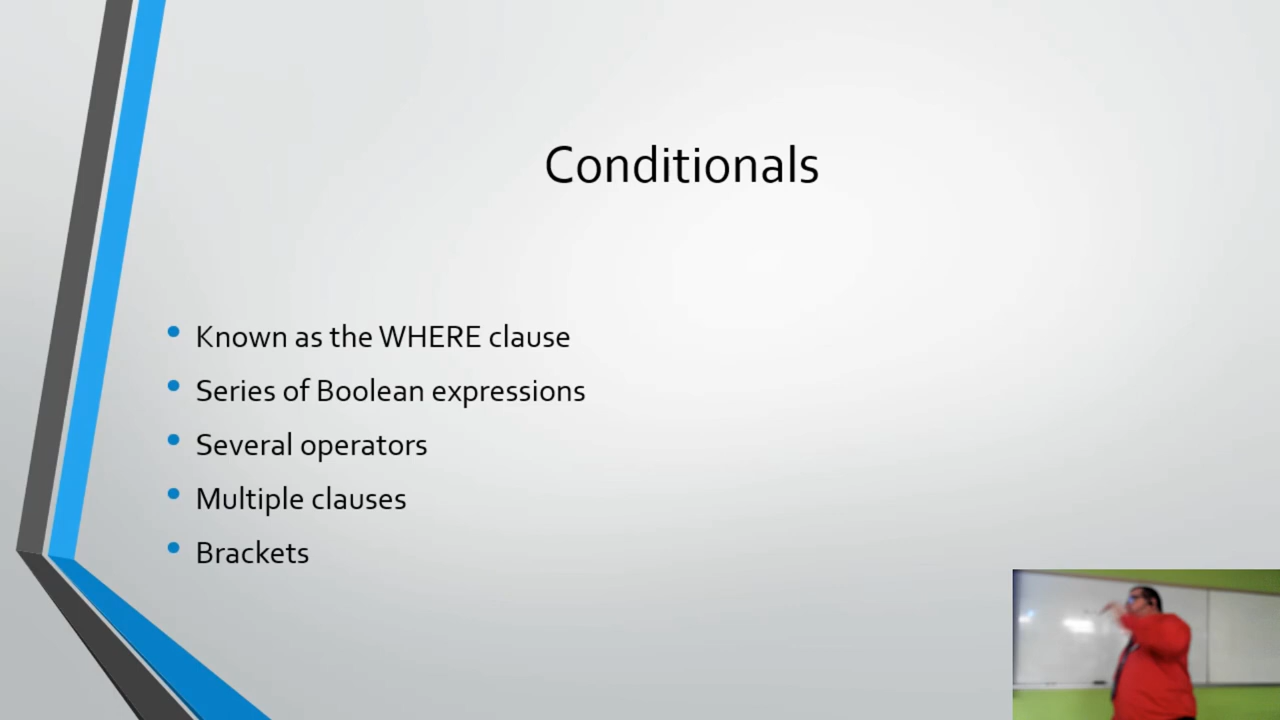 Conditionals
Known as the WHERE clause
Series of Boolean expressions
Several operators
Multiple clauses
Brackets